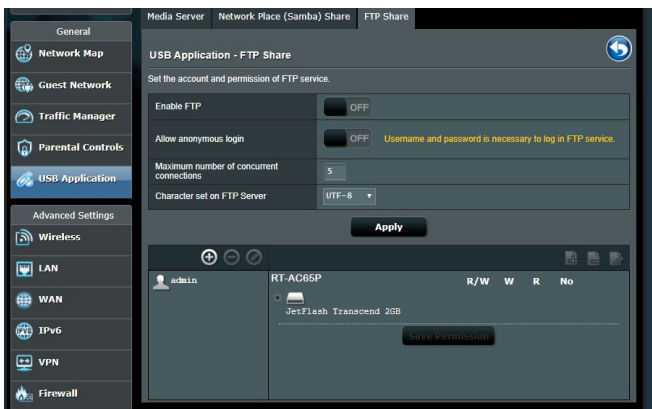 Media Server Network Place (Samba) Share FTP Share
General
Network Map
Guest Network
Traffic Manager
Parental Controls
USB Application
Advanced Settings
Wireless
LAN
WAN
IPv6
VPN
Firewall
USB Application - FTP Share
Set the account and permission of FTP service.
Enable FTP OFF
Allow anonymous login OFF Username and password is necessary to log in FTP service.
Maximum number of concurrent
connections 5
Character set on FTP Server UTF-8
Apply
admin RT-AC65P R/W W R No
JetFlash Transcend 2GB
Save Permission